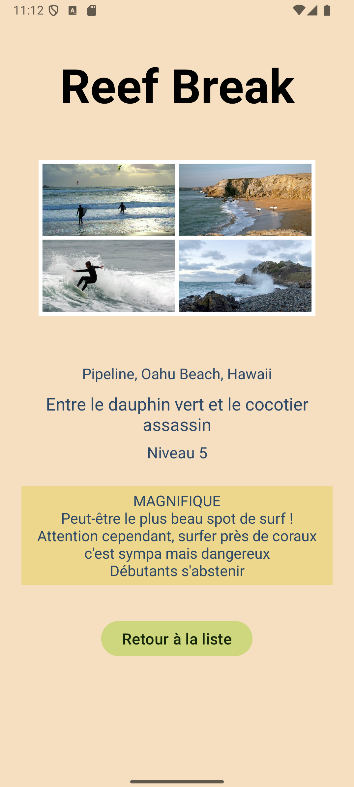 11:12
Reef Break
Pipeline, Oahu Beach, Hawaii
Entre le dauphin vert et le cocotier
assassin
Niveau 5
MAGNIFIQUE
Peut-être le plus beau spot de surf !
Attention cependant, surfer près de coraux
c'est sympa mais dangereux
Débutants s'abstenir
Retour à la liste